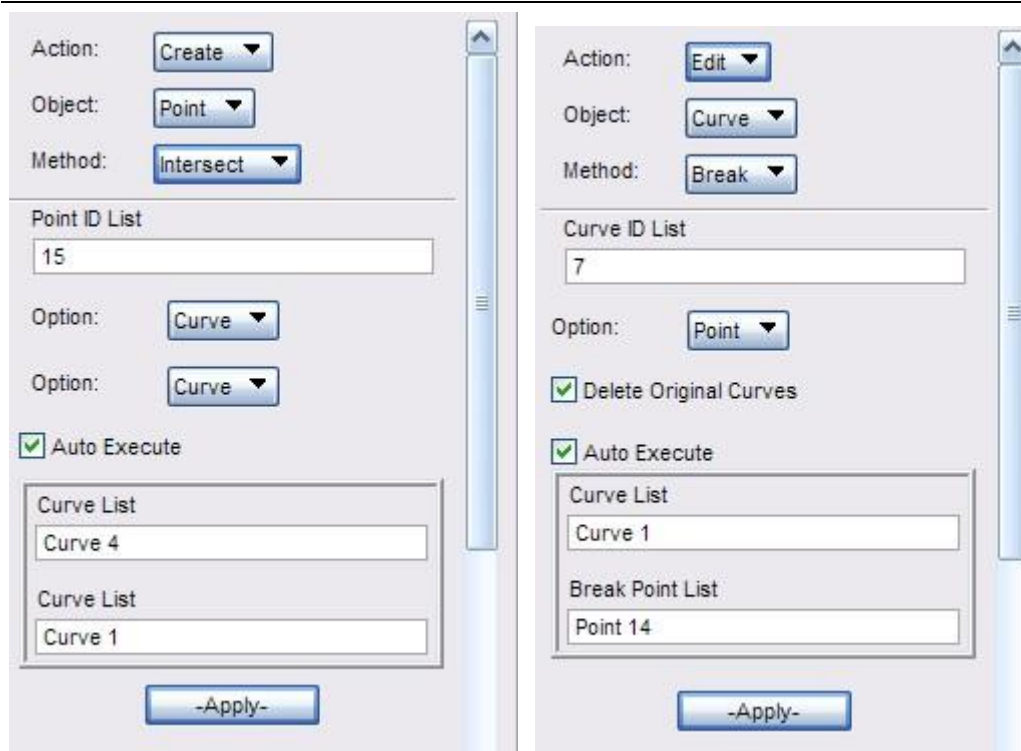 Action: Create
Object: Point
Method: Intersect
Point ID List
15
Option: Curve
Option: Curve
Auto Execute
Curve List
Curve 4
Curve List
Curve 1
-Apply-
Action: Edit
Object: Curve
Method: Break
Curve ID List
7
Option: Point
Delete Original Curves
Auto Execute
Curve List
Curve 1
Break Point List
Point 14
-Apply-